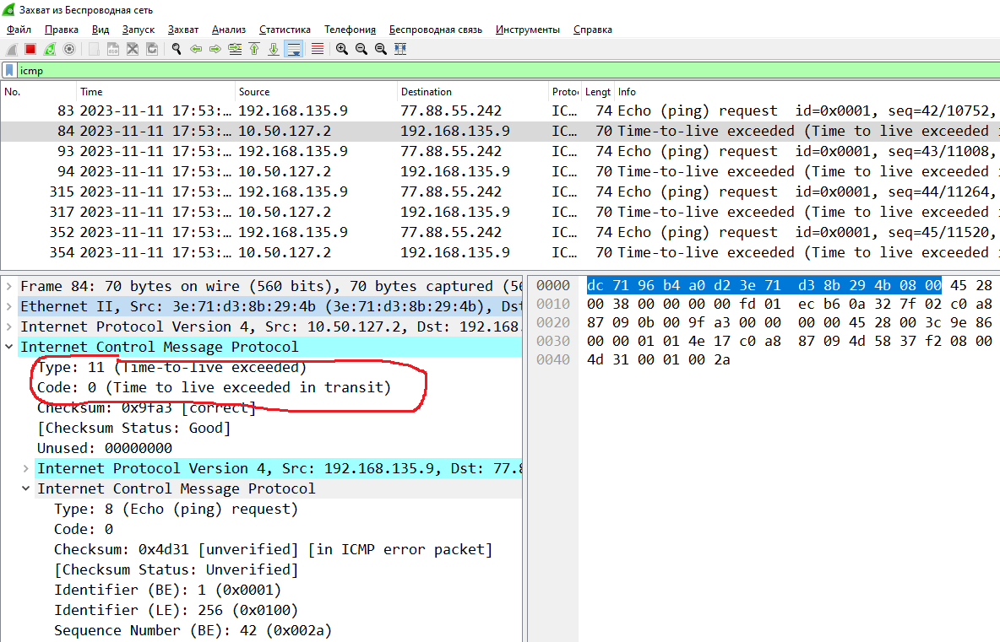 Захват из Беспроводная сеть
Файл Правка Вид Запуск Захват Анализ Статистика Телефония Беспроводная связь Инструменты Справка
icmp
No. Time Source Destination Protoc Lengt Info
83 2023-11-11 17:53:… 192.168.135.9 77.88.55.242 IC… 74 Echo (ping) request id=0x0001, seq=42/10752,
84 2023-11-11 17:53:… 10.50.127.2 192.168.135.9 IC… 70 Time-to-live exceeded (Time to live exceeded i
93 2023-11-11 17:53:… 192.168.135.9 77.88.55.242 IC… 74 Echo (ping) request id=0x0001, seq=43/11008,
94 2023-11-11 17:53:… 10.50.127.2 192.168.135.9 IC… 70 Time-to-live exceeded (Time to live exceeded i
315 2023-11-11 17:53:… 192.168.135.9 77.88.55.242 IC… 74 Echo (ping) request id=0x0001, seq=44/11264,
317 2023-11-11 17:53:… 10.50.127.2 192.168.135.9 IC… 70 Time-to-live exceeded (Time to live exceeded i
352 2023-11-11 17:53:… 192.168.135.9 77.88.55.242 IC… 74 Echo (ping) request id=0x0001, seq=45/11520,
354 2023-11-11 17:53:… 10.50.127.2 192.168.135.9 IC… 70 Time-to-live exceeded (Time to live exceeded i
Frame 84: 70 bytes on wire (560 bits), 70 bytes captured (56
Ethernet II, Src: 3e:71:d3:8b:29:4b (3e:71:d3:8b:29:4b), Dst
Internet Protocol Version 4, Src: 10.50.127.2, Dst: 192.168.
Internet Control Message Protocol
Type: 11 (Time-to-live exceeded)
Code: 0 (Time to live exceeded in transit)
Checksum: 0x9fa3 [correct]
[Checksum Status: Good]
Unused: 00000000
Internet Protocol Version 4, Src: 192.168.135.9, Dst: 77.8
Internet Control Message Protocol
Type: 8 (Echo (ping) request)
Code: 0
Checksum: 0x4d31 [unverified] [in ICMP error packet]
[Checksum Status: Unverified]
Identifier (BE): 1 (0x0001)
Identifier (LE): 256 (0x0100)
Sequence Number (BE): 42 (0x002a)
0000 dc 71 96 b4 a0 d2 3e 71 d3 8b 29 4b 08 00 45 28
0010 00 38 00 00 00 00 fd 01 ec b6 0a 32 7f 02 c0 a8
0020 87 09 0b 00 9f a3 00 00 00 00 45 28 00 3c 9e 86
0030 00 00 01 01 4e 17 c0 a8 87 09 4d 58 37 f2 08 00
0040 4d 31 00 01 00 2a